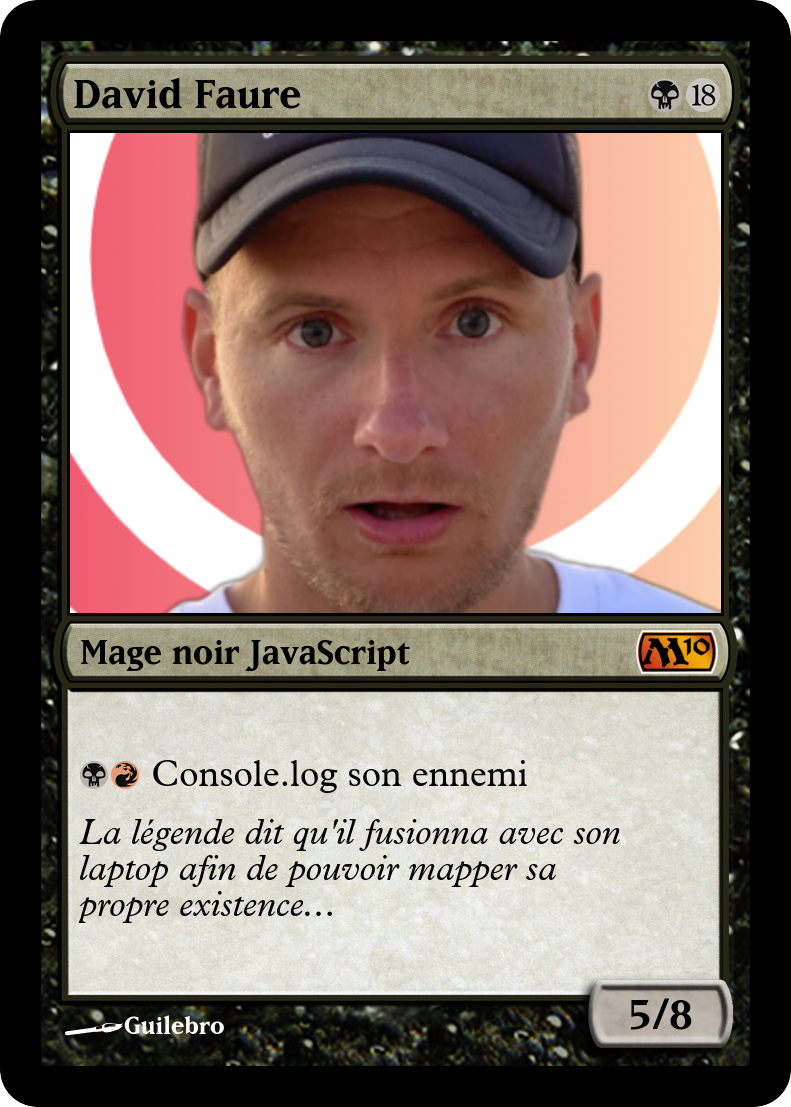 David Faure 18
Mage noir JavaScript M10
Console.log son ennemi
La légende dit qu'il fusionna avec son
laptop afin de pouvoir mapper sa
propre existence...
5/8
Guilebro